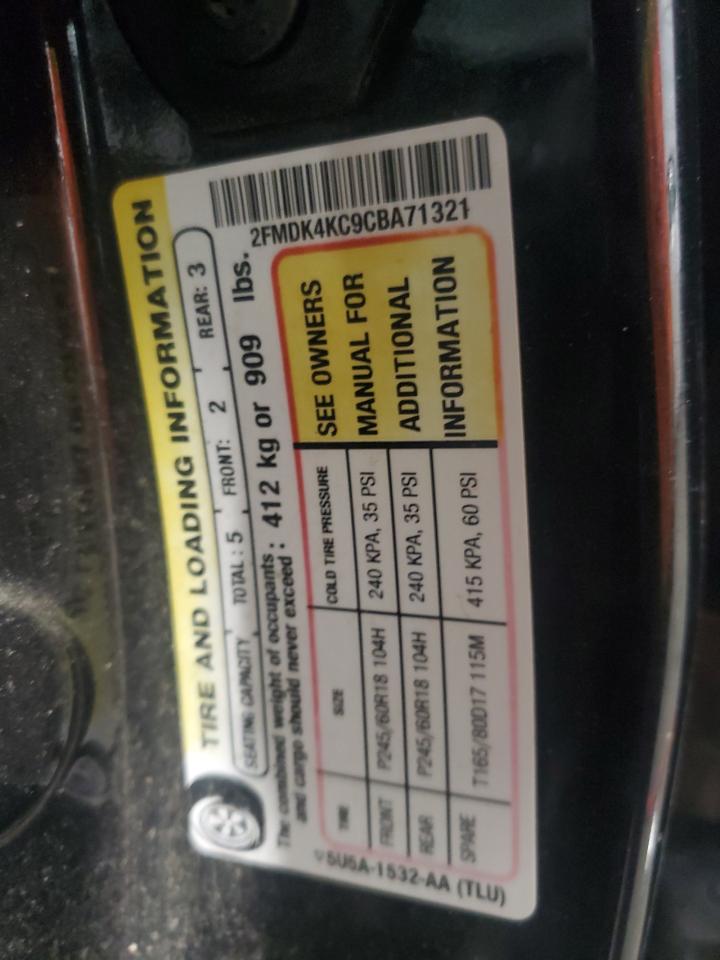 TIRE AND LOADING INFORMATION
SEATING CAPACITY TOTAL : 5 FRONT: 2 REAR: 3
The combined weight of occupants and cargo should never exceed : 412 kg or 909 lbs.
2FMDK4KC9CBA71321
TIRE SIZE COLD TIRE PRESSURE
FRONT P245/60R18 104H 240 KPA, 35 PSI
REAR P245/60R18 104H 240 KPA, 35 PSI
SPARE T165/80D17 115M 415 KPA, 60 PSI
SEE OWNERS
MANUAL FOR
ADDITIONAL
INFORMATION
5U5A-1532-AA (TLU)